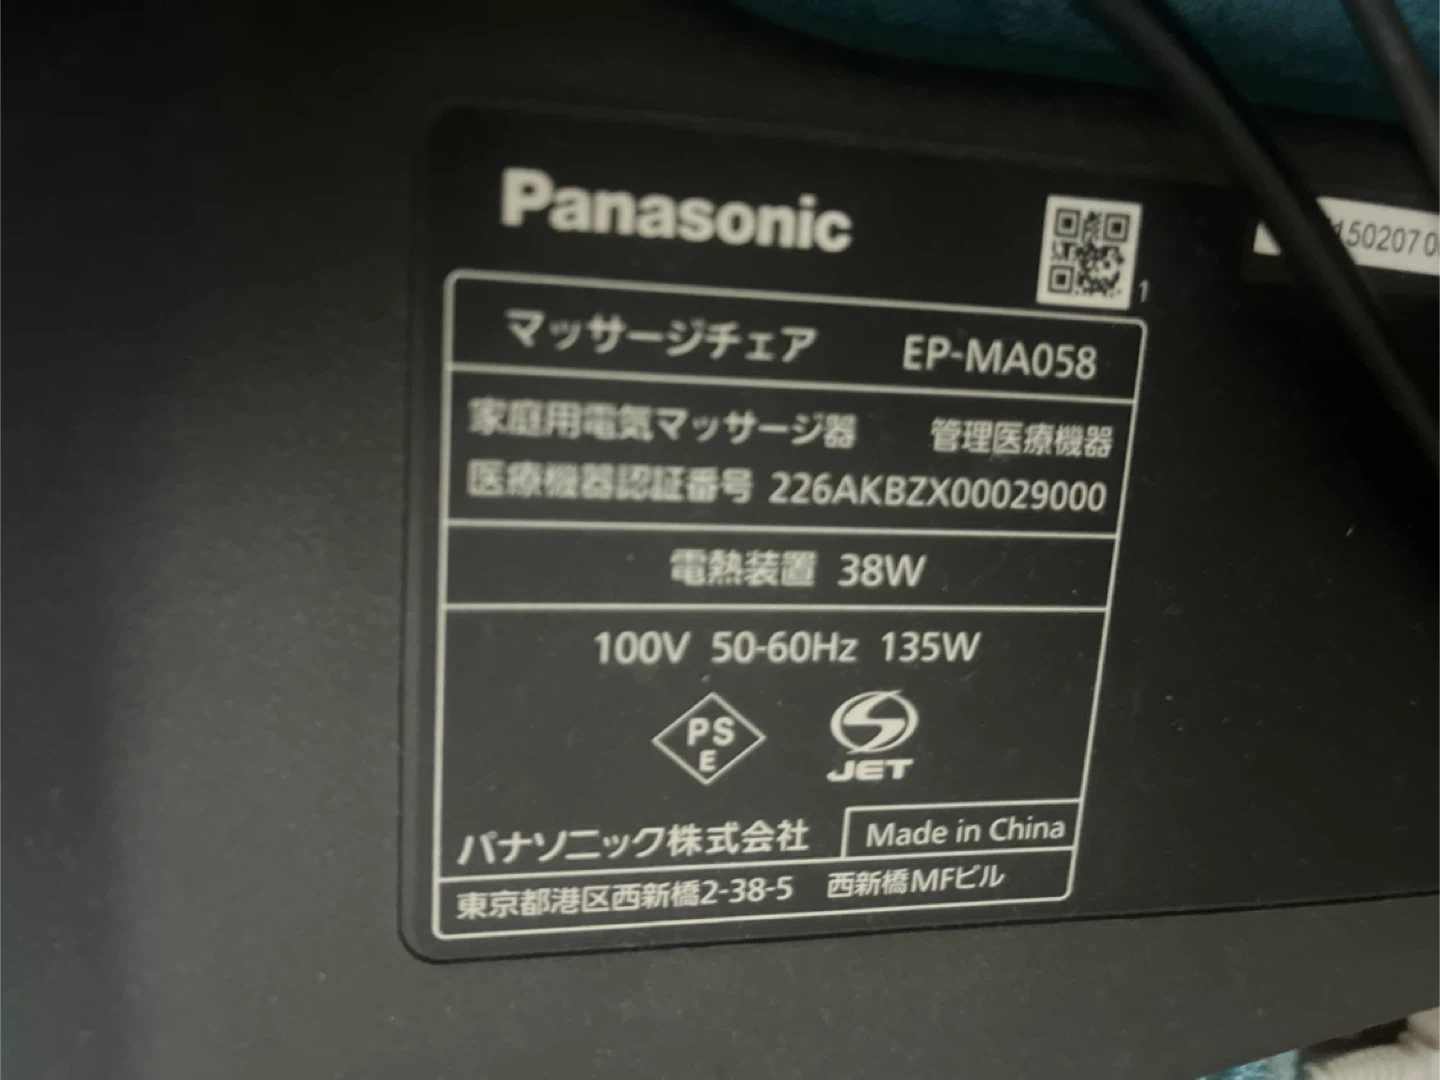 Panasonic
1
1502070
マッサージチェア EP-MA058
家庭用電気マッサージ器 管理医療機器
医療機器認証番号 226AKBZX00029000
電熱装置 38W
100V 50-60Hz 135W
PS
E
JET
パナソニック株式会社 Made in China
東京都港区西新橋2-38-5 西新橋MFビル